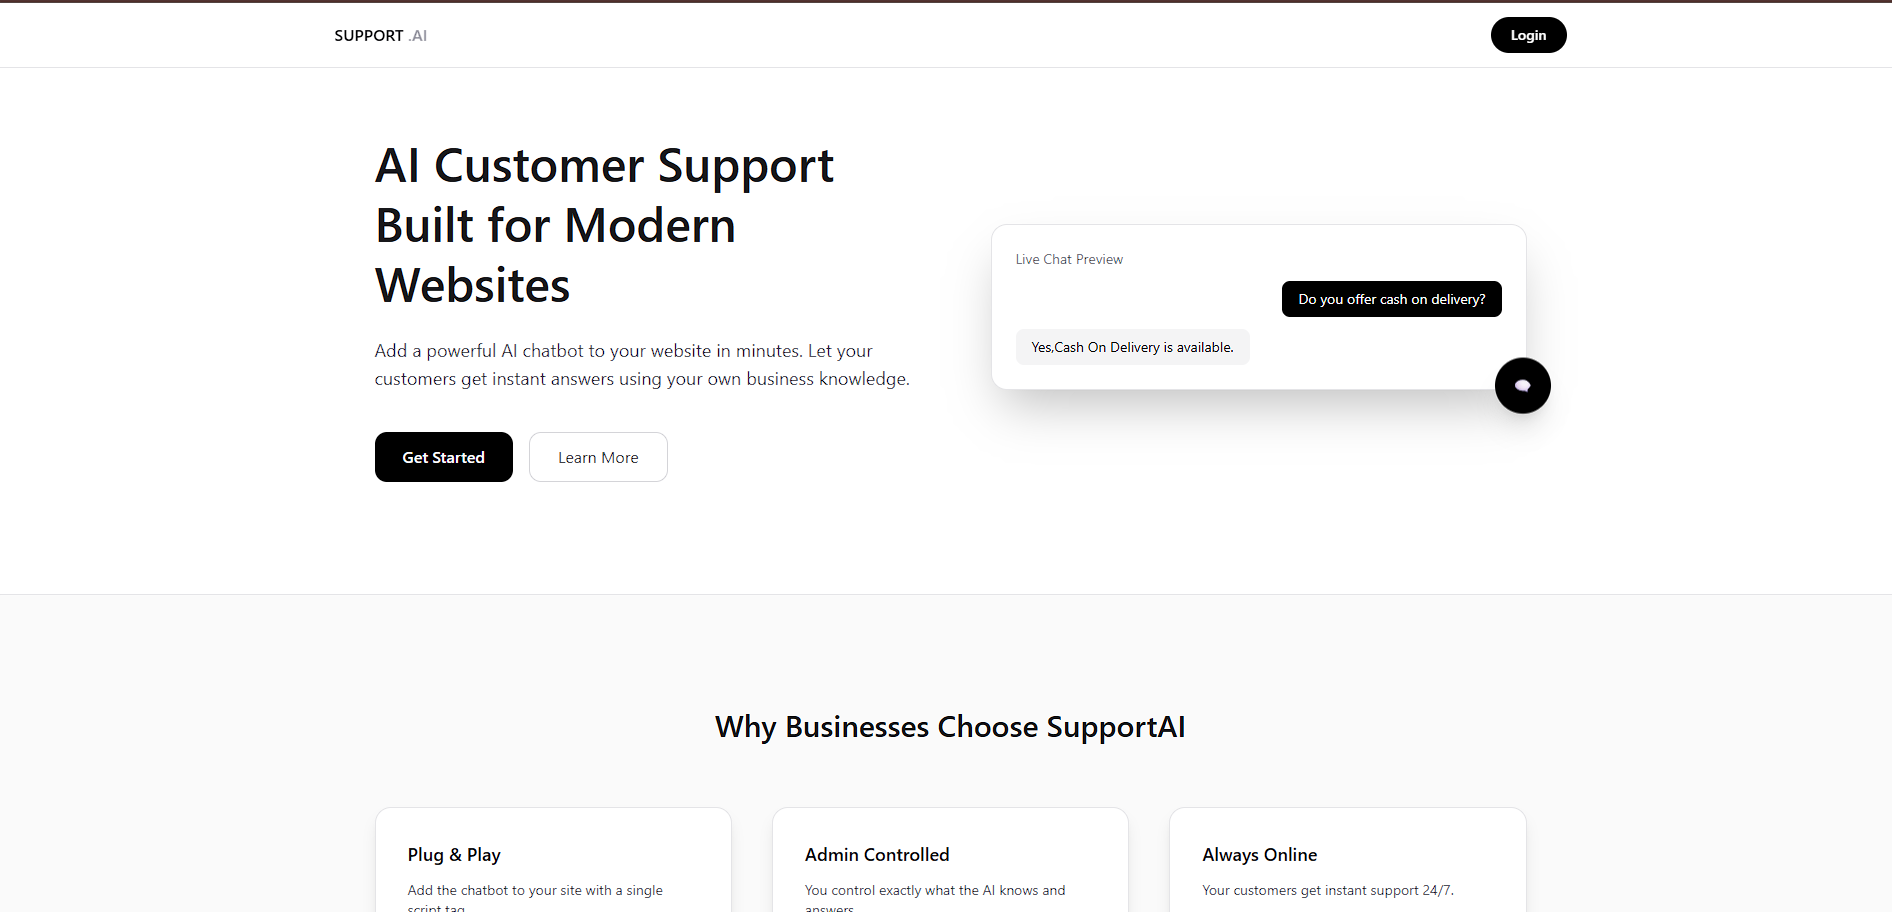 SUPPORT .AI
Login
AI Customer Support
Built for Modern
Websites
Add a powerful AI chatbot to your website in minutes. Let your
customers get instant answers using your own business knowledge.
Get Started
Learn More
Live Chat Preview
Do you offer cash on delivery?
Yes,Cash On Delivery is available.
Why Businesses Choose SupportAI
Plug & Play
Add the chatbot to your site with a single
script tag
Admin Controlled
You control exactly what the AI knows and
answers
Always Online
Your customers get instant support 24/7.